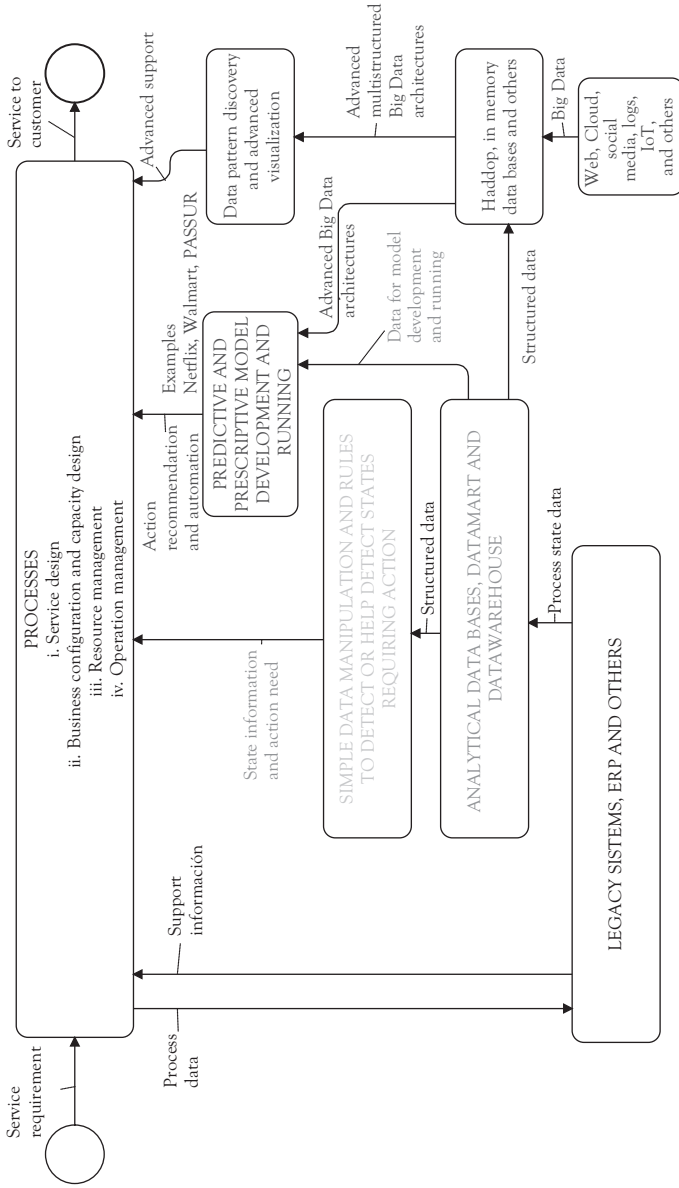 Service
requirement
PROCESSES
i. Service design
ii. Business configuration and capacity design
iii. Resource management
iv. Operation management
Service to
customer
Process
data
Support
información
State information
and action need
Action
recommendation
and automation
Examples
Netflix, Walmart, PASSUR
Advanced support
PREDICTIVE AND
PRESCRIPTIVE MODEL
DEVELOPMENT AND
RUNNING
Data pattern discovery
and advanced
visualization
SIMPLE DATA MANIPULATION AND RULES
TO DETECT OR HELP DETECT STATES
REQUIRING ACTION
Advanced Big Data
architectures
Data for model
development
and running
Advanced
multistructured
Big Data
architectures
Structured data
ANALYTICAL DATA BASES, DATAMART AND
DATAWAREHOUSE
Structured data
Haddop, in memory
data bases and others
Process state data
Big Data
LEGACY SISTEMS, ERP AND OTHERS
Web, Cloud,
social
media, logs,
IoT,
and others